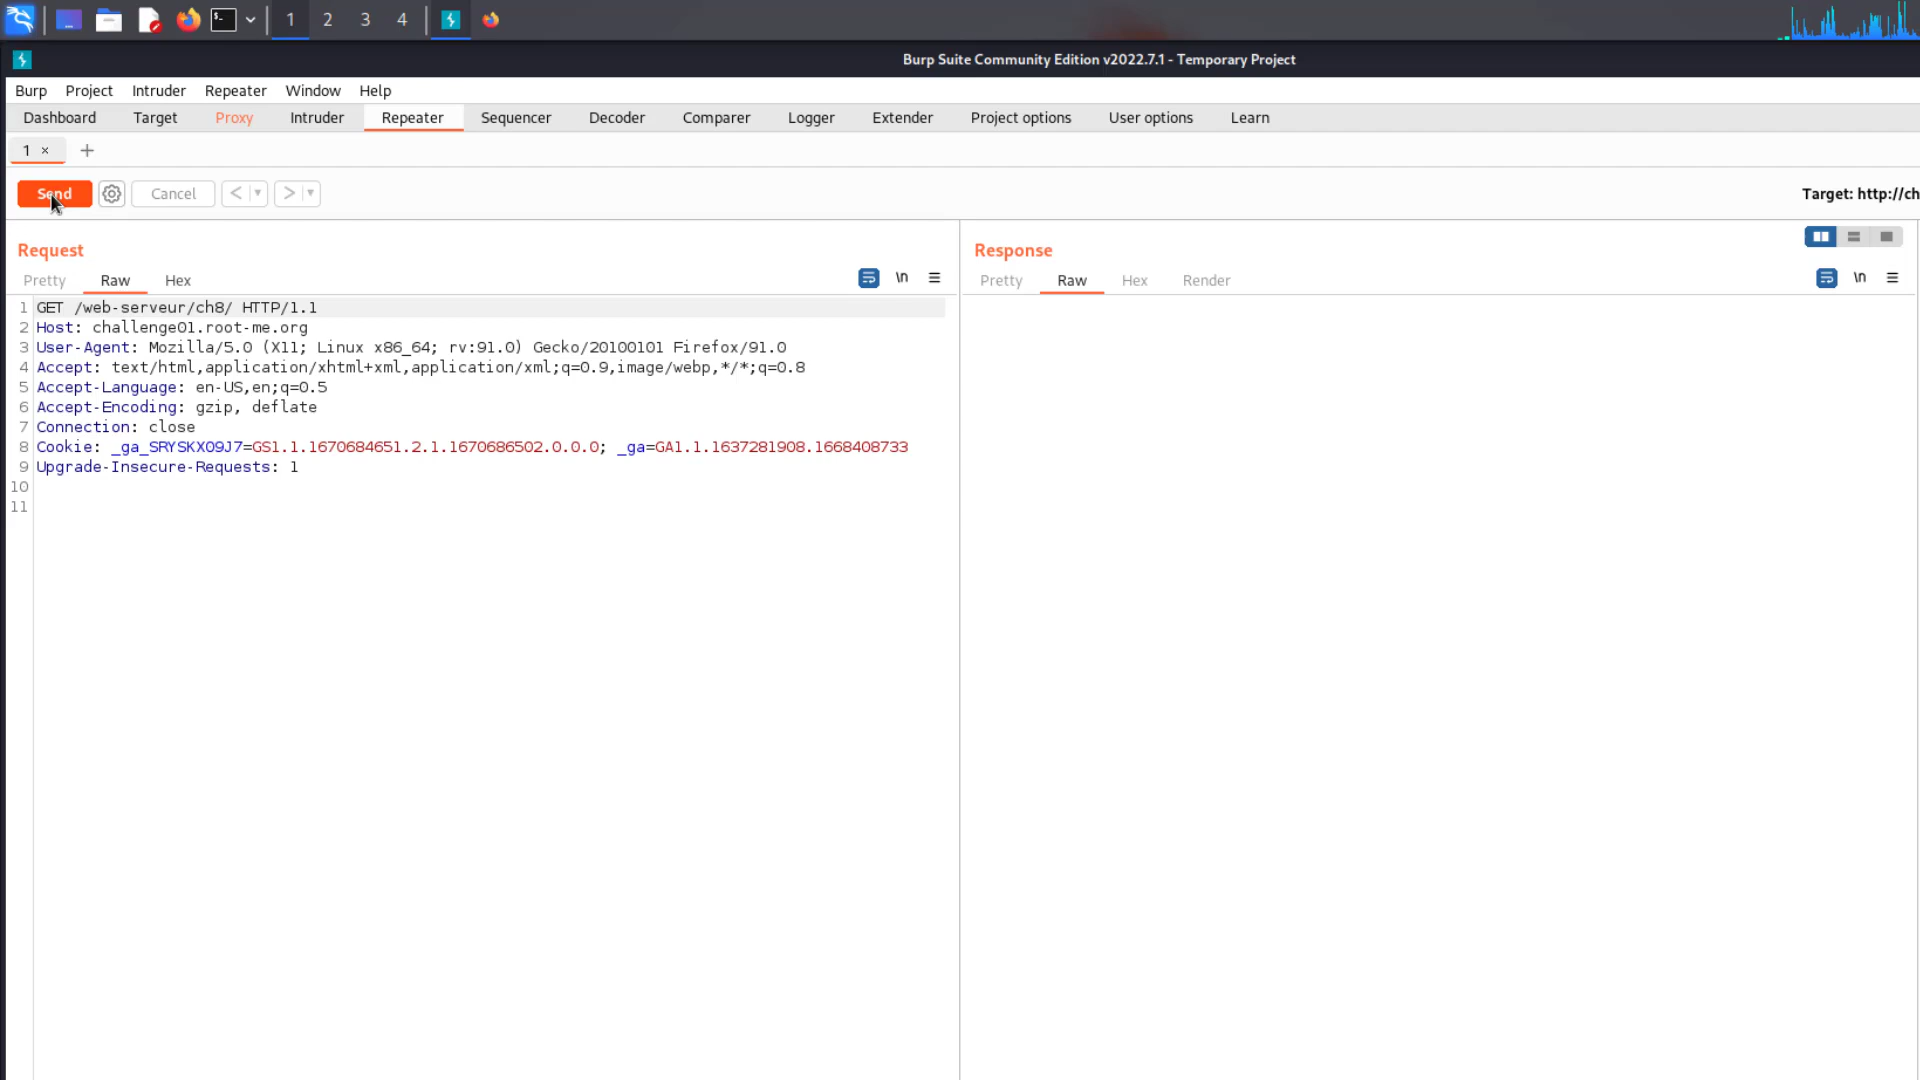 1 2 3 4
Burp Suite Community Edition v2022.7.1 - Temporary Project
Burp Project Intruder Repeater Window Help
Dashboard Target Proxy Intruder Repeater Sequencer Decoder Comparer Logger Extender Project options User options Learn
1 × +
Send Cancel < >
Target: http://ch
Request
Pretty Raw Hex \n
1 GET /web-serveur/ch8/ HTTP/1.1
2 Host: challenge01.root-me.org
3 User-Agent: Mozilla/5.0 (X11; Linux x86_64; rv:91.0) Gecko/20100101 Firefox/91.0
4 Accept: text/html,application/xhtml+xml,application/xml;q=0.9,image/webp,*/*;q=0.8
5 Accept-Language: en-US,en;q=0.5
6 Accept-Encoding: gzip, deflate
7 Connection: close
8 Cookie: _ga_SRYSKX09J7=GS1.1.1670684651.2.1.1670686502.0.0.0; _ga=GA1.1.1637281908.1668408733
9 Upgrade-Insecure-Requests: 1
10
11
Response
Pretty Raw Hex Render \n